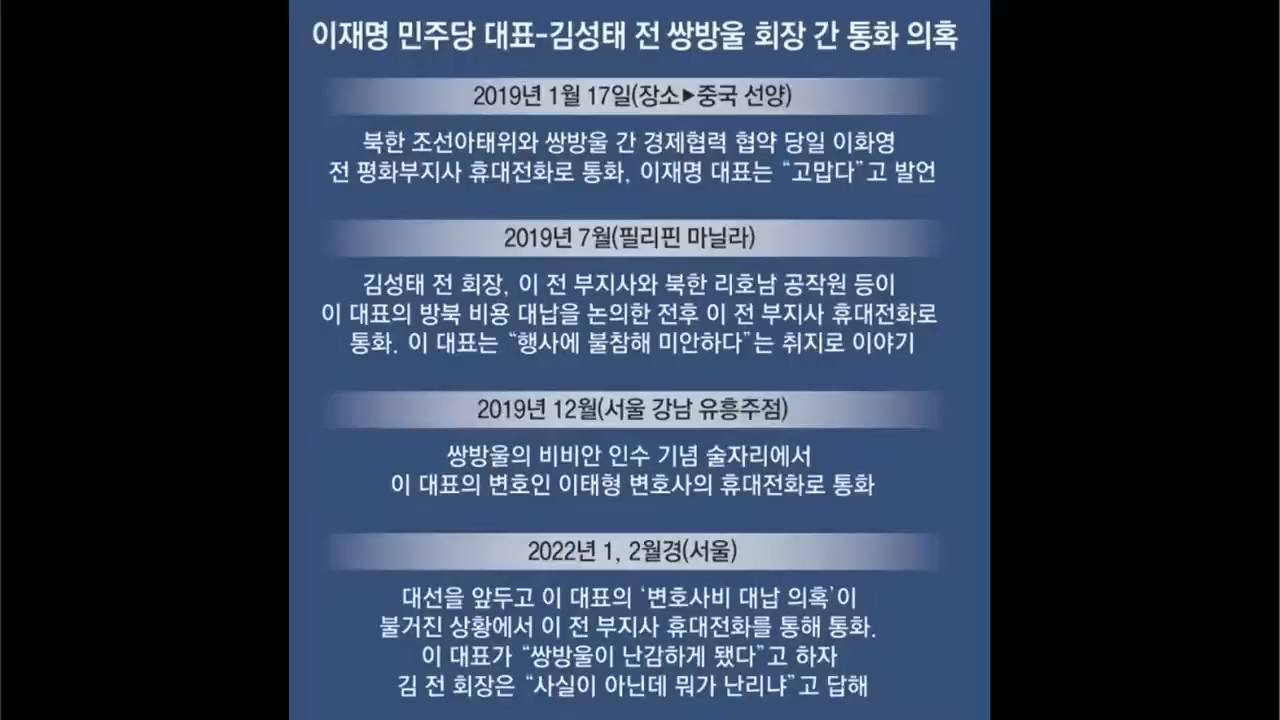 이재명 민주당 대표-김성태 전 쌍방울 회장 간 통화 의혹
2019년 1월 17일(장소▶중국 선양)
북한 조선아태위와 쌍방울 간 경제협력 협약 당일 이화영
전 평화부지사 휴대전화로 통화. 이재명 대표는 “고맙다”고 발언
2019년 7월(필리핀 마닐라)
김성태 전 회장, 이 전 부지사와 북한 리호남 공작원 등이
이 대표의 방북 비용 대납을 논의한 전후 이 전 부지사 휴대전화로
통화. 이 대표는 “행사에 불참해 미안하다”는 취지로 이야기
2019년 12월(서울 강남 유흥주점)
쌍방울의 비비안 인수 기념 술자리에서
이 대표의 변호인 이태형 변호사의 휴대전화로 통화
2022년 1, 2월경(서울)
대선을 앞두고 이 대표의 ‘변호사비 대납 의혹’이
불거진 상황에서 이 전 부지사 휴대전화를 통해 통화.
이 대표가 “쌍방울이 난감하게 됐다”고 하자
김 전 회장은 “사실이 아닌데 뭐가 난리냐”고 답해